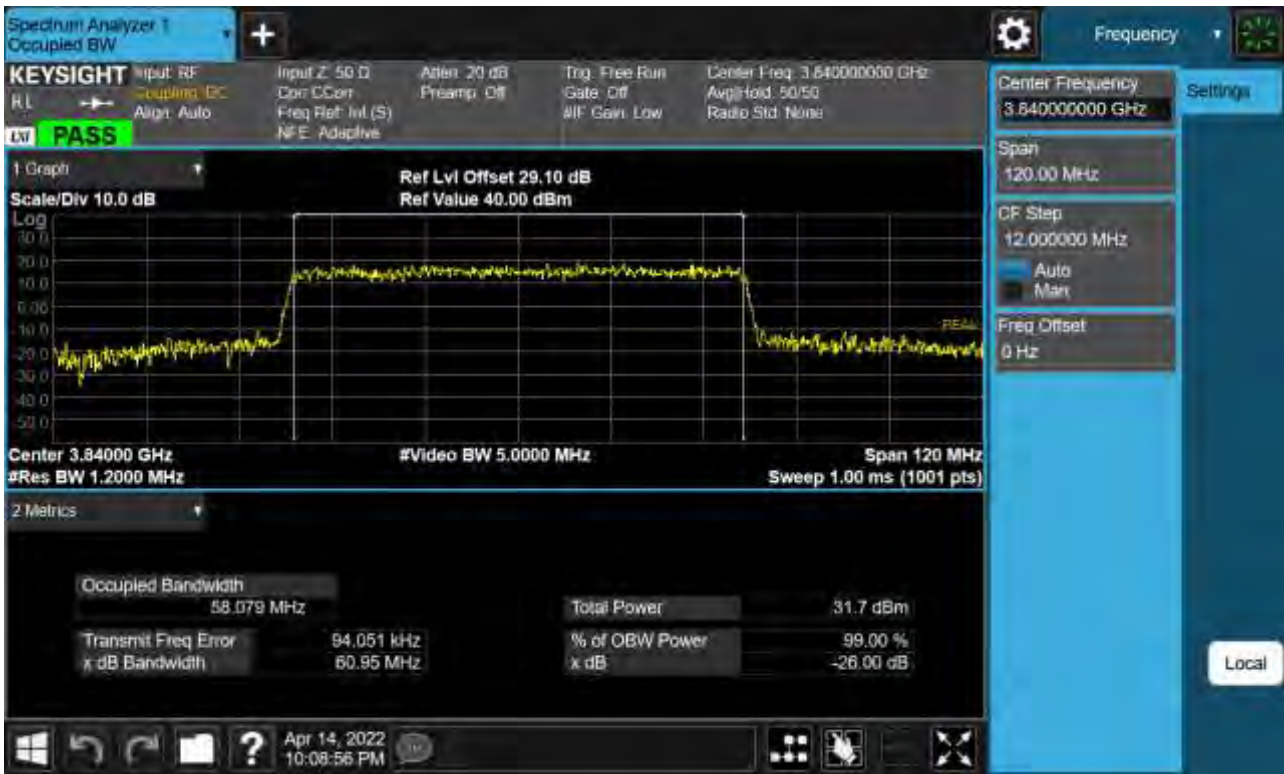 Spectrum Analyzer 1
Occupied BW
+
Frequency
KEYSIGHT
RL
PASS
Input: RF
Coupling: DC
Align: Auto
Input Z: 50 Ω
Corr CCorr
Freq Ref: Int (S)
NFE: Adaptive
Atten: 20 dB
Preamp: Off
Trig: Free Run
Gate: Off
#IF Gain: Low
Center Freq: 3.840000000 GHz
Avg|Hold: 50/50
Radio Std: None
Center Frequency
3.840000000 GHz
Settings
Span
120.00 MHz
CF Step
12.000000 MHz
Auto
Man
Freq Offset
0 Hz
1 Graph
Scale/Div 10.0 dB
Ref Lvl Offset 29.10 dB
Ref Value 40.00 dBm
Log
30.0
20.0
10.0
0.00
-10.0
-20.0
-30.0
-40.0
-50.0
Center 3.84000 GHz
#Video BW 5.0000 MHz
Span 120 MHz
#Res BW 1.2000 MHz
Sweep 1.00 ms (1001 pts)
2 Metrics
Occupied Bandwidth
58.079 MHz
Total Power 31.7 dBm
Transmit Freq Error 94.051 kHz
% of OBW Power 99.00 %
x dB Bandwidth 60.95 MHz
x dB -26.00 dB
Local
?
Apr 14, 2022
10:08:56 PM